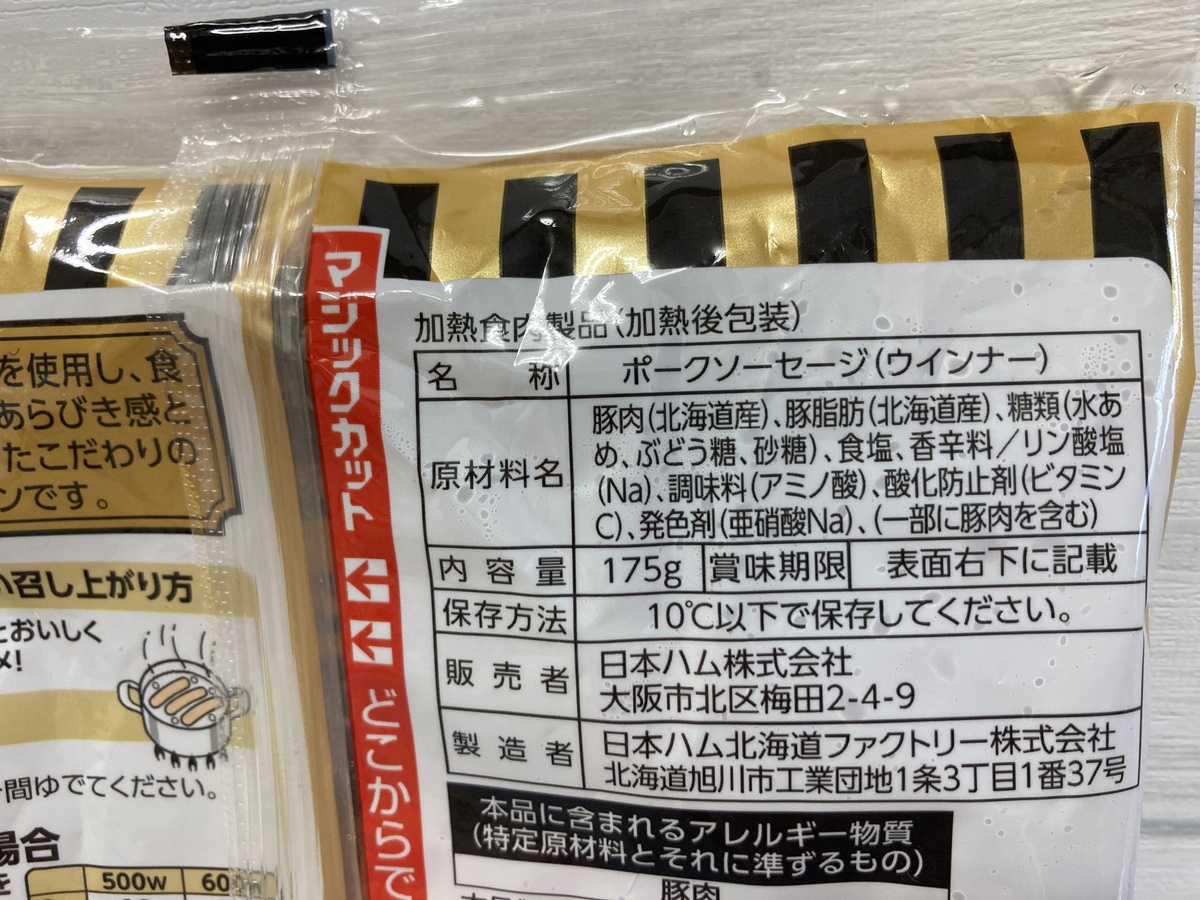 を使用し、食
あらびき感と
たこだわりの
ンです。
い召し上がり方
とおいしく
メ!
間ゆでてください。
場合
を
500w 60
マジックカット
どこからで
加熱食肉製品(加熱後包装)
名称 ポークソーセージ(ウインナー)
原材料名
豚肉(北海道産)、豚脂肪(北海道産)、糖類(水あ
め、ぶどう糖、砂糖)、食塩、香辛料/リン酸塩
(Na)、調味料(アミノ酸)、酸化防止剤(ビタミン
C)、発色剤(亜硝酸Na)、(一部に豚肉を含む)
内容量 175g 賞味期限 表面右下に記載
保存方法 10℃以下で保存してください。
販売者
日本ハム株式会社
大阪市北区梅田2-4-9
製造者
日本ハム北海道ファクトリー株式会社
北海道旭川市工業団地1条3丁目1番37号
本品に含まれるアレルギー物質
(特定原材料とそれに準ずるもの)
豚肉